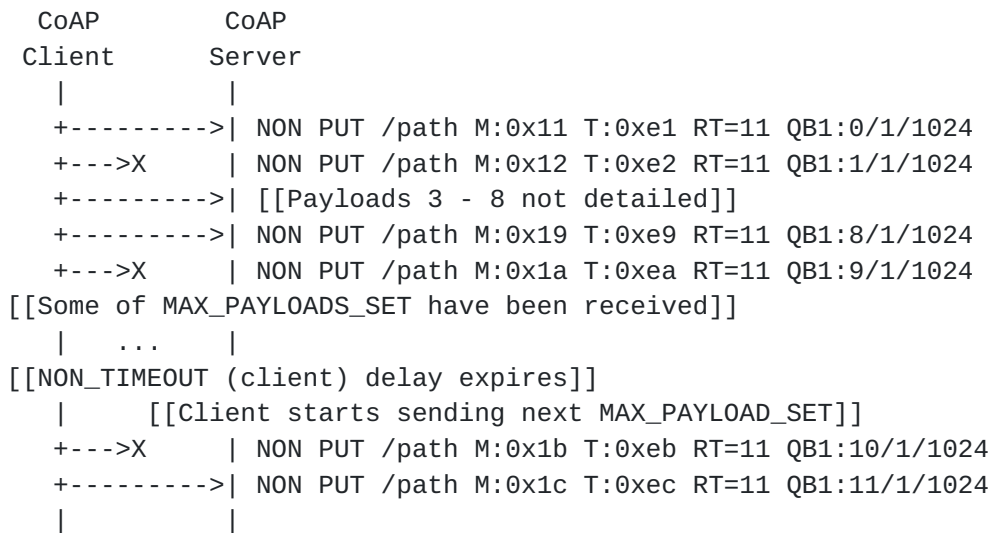 CoAP        CoAP
 Client      Server
   |          |
   +--------->| NON PUT /path M:0x11 T:0xe1 RT=11 QB1:0/1/1024
   +--->X     | NON PUT /path M:0x12 T:0xe2 RT=11 QB1:1/1/1024
   +--------->| [[Payloads 3 - 8 not detailed]]
   +--------->| NON PUT /path M:0x19 T:0xe9 RT=11 QB1:8/1/1024
   +--->X     | NON PUT /path M:0x1a T:0xea RT=11 QB1:9/1/1024
[[Some of MAX_PAYLOADS_SET have been received]]
   |   ...    |
[[NON_TIMEOUT (client) delay expires]]
   |     [[Client starts sending next MAX_PAYLOAD_SET]]
   +--->X     | NON PUT /path M:0x1b T:0xeb RT=11 QB1:10/1/1024
   +--------->| NON PUT /path M:0x1c T:0xec RT=11 QB1:11/1/1024
   |          |